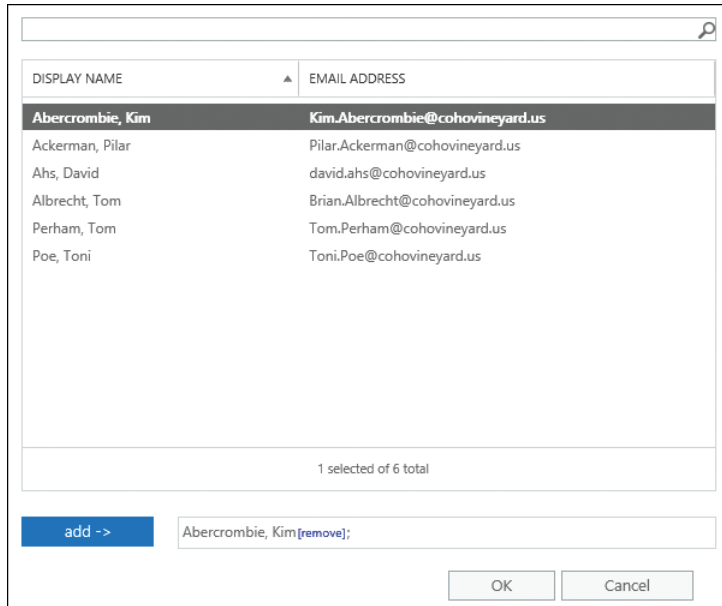 DISPLAY NAME EMAIL ADDRESS
Abercrombie, Kim Kim.Abercrombie@cohovineyard.us
Ackerman, Pilar Pilar.Ackerman@cohovineyard.us
Ahs, David david.ahs@cohovineyard.us
Albrecht, Tom Brian.Albrecht@cohovineyard.us
Perham, Tom Tom.Perham@cohovineyard.us
Poe, Toni Toni.Poe@cohovineyard.us
1 selected of 6 total
add -> Abercrombie, Kim[remove];
OK Cancel